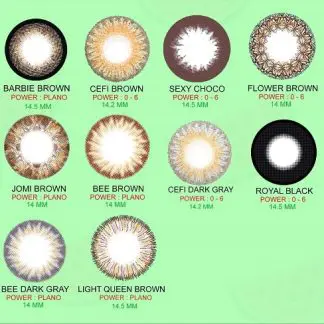 BARBIE BROWN
POWER : PLANO
14.5 MM
CEFI BROWN
POWER : 0 - 6
14.2 MM
SEXY CHOCO
POWER : 0 - 6
14.5 MM
FLOWER BROWN
POWER : 0 - 6
14 MM
JOMI BROWN
POWER : PLANO
14 MM
BEE BROWN
POWER : PLANO
14 MM
CEFI DARK GRAY
POWER : 0 - 6
14.2 MM
ROYAL BLACK
POWER : 0 - 6
14.5 MM
BEE DARK GRAY
POWER : PLANO
14 MM
LIGHT QUEEN BROWN
POWER : PLANO
14.5 MM